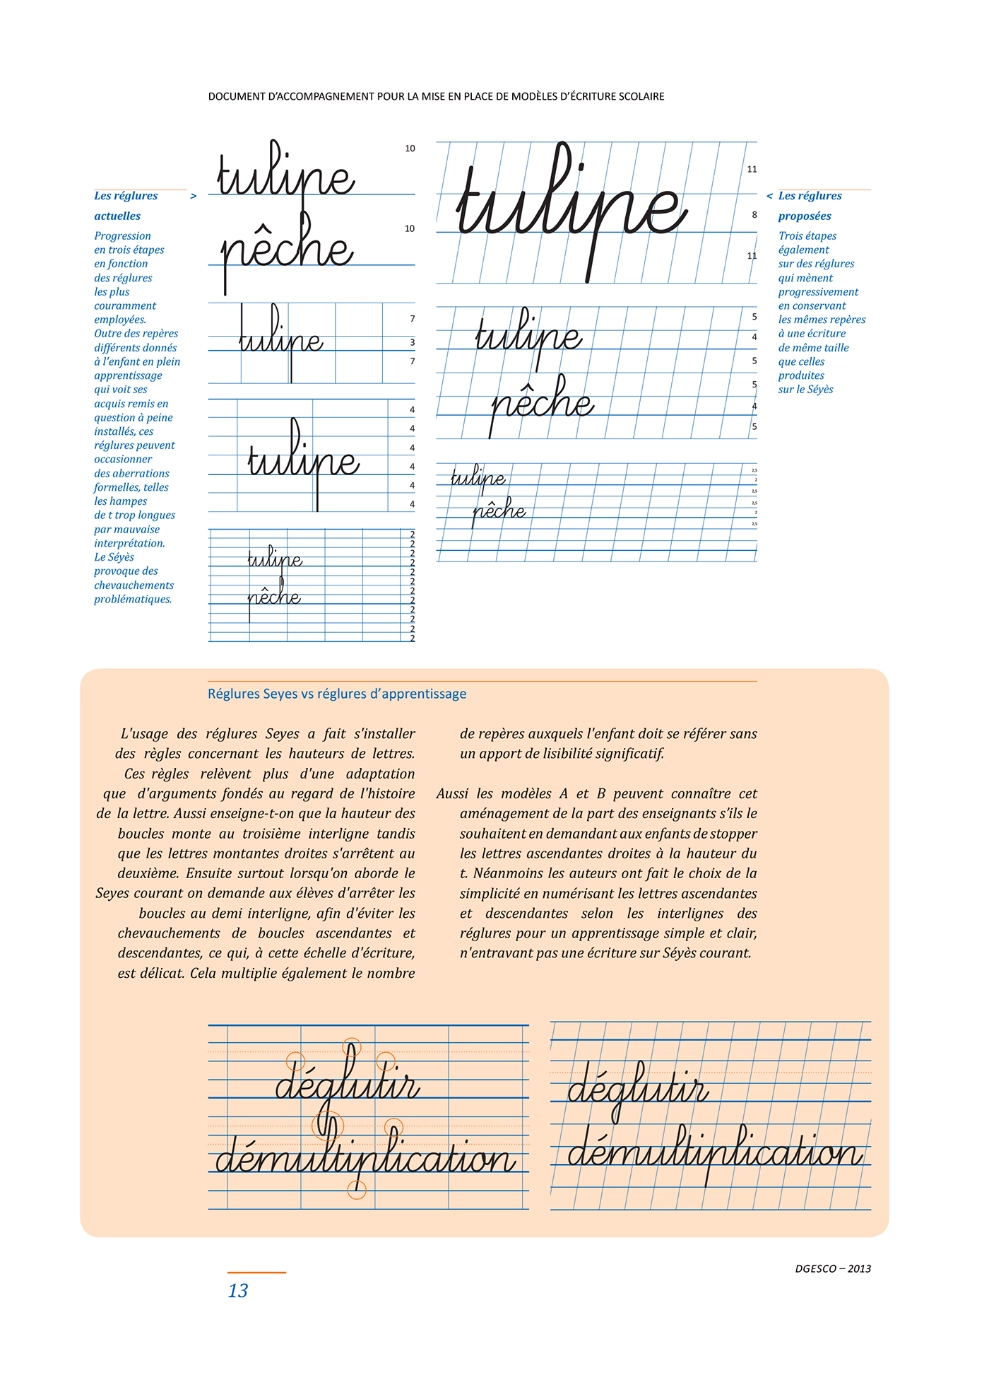 DOCUMENT D'ACCOMPAGNEMENT POUR LA MISE EN PLACE DE MODÈLES D'ÉCRITURE SCOLAIRE
Les réglures >
actuelles
Progression
en trois étapes
en fonction
des réglures
les plus
couramment
employées.
Outre des repères
différents donnés
à l'enfant en plein
apprentissage
qui voit ses
acquis remis en
question à peine
installés, ces
réglures peuvent
occasionner
des aberrations
formelles, telles
les hampes
de t trop longues
par mauvaise
interprétation.
Le Séyès
provoque des
chevauchements
problématiques.
tulipe 10
pêche 10
tulipe
7
3
7
tulipe
4
4
4
4
4
4
tulipe
pêche
2
2
2
2
2
2
2
2
2
2
2
2
tulipe
11
8
11
tulipe
5
4
5
pêche
5
4
5
tulipe
2,5
2
2,5
pêche
2,5
2
2,5
< Les réglures
proposées
Trois étapes
également
sur des réglures
qui mènent
progressivement
en conservant
les mêmes repères
à une écriture
de même taille
que celles
produites
sur le Séyès
Réglures Seyes vs réglures d'apprentissage
L'usage des réglures Seyes a fait s'installer
des règles concernant les hauteurs de lettres.
Ces règles relèvent plus d'une adaptation
que d'arguments fondés au regard de l'histoire
de la lettre. Aussi enseigne-t-on que la hauteur des
boucles monte au troisième interligne tandis
que les lettres montantes droites s'arrêtent au
deuxième. Ensuite surtout lorsqu'on aborde le
Seyes courant on demande aux élèves d'arrêter les
boucles au demi interligne, afin d'éviter les
chevauchements de boucles ascendantes et
descendantes, ce qui, à cette échelle d'écriture,
est délicat. Cela multiplie également le nombre
de repères auxquels l'enfant doit se référer sans
un apport de lisibilité significatif.
Aussi les modèles A et B peuvent connaître cet
aménagement de la part des enseignants s'ils le
souhaitent en demandant aux enfants de stopper
les lettres ascendantes droites à la hauteur du
t. Néanmoins les auteurs ont fait le choix de la
simplicité en numérisant les lettres ascendantes
et descendantes selon les interlignes des
réglures pour un apprentissage simple et clair,
n'entravant pas une écriture sur Séyès courant.
déglutir
démultiplication
déglutir
démultiplication
DGESCO – 2013
13